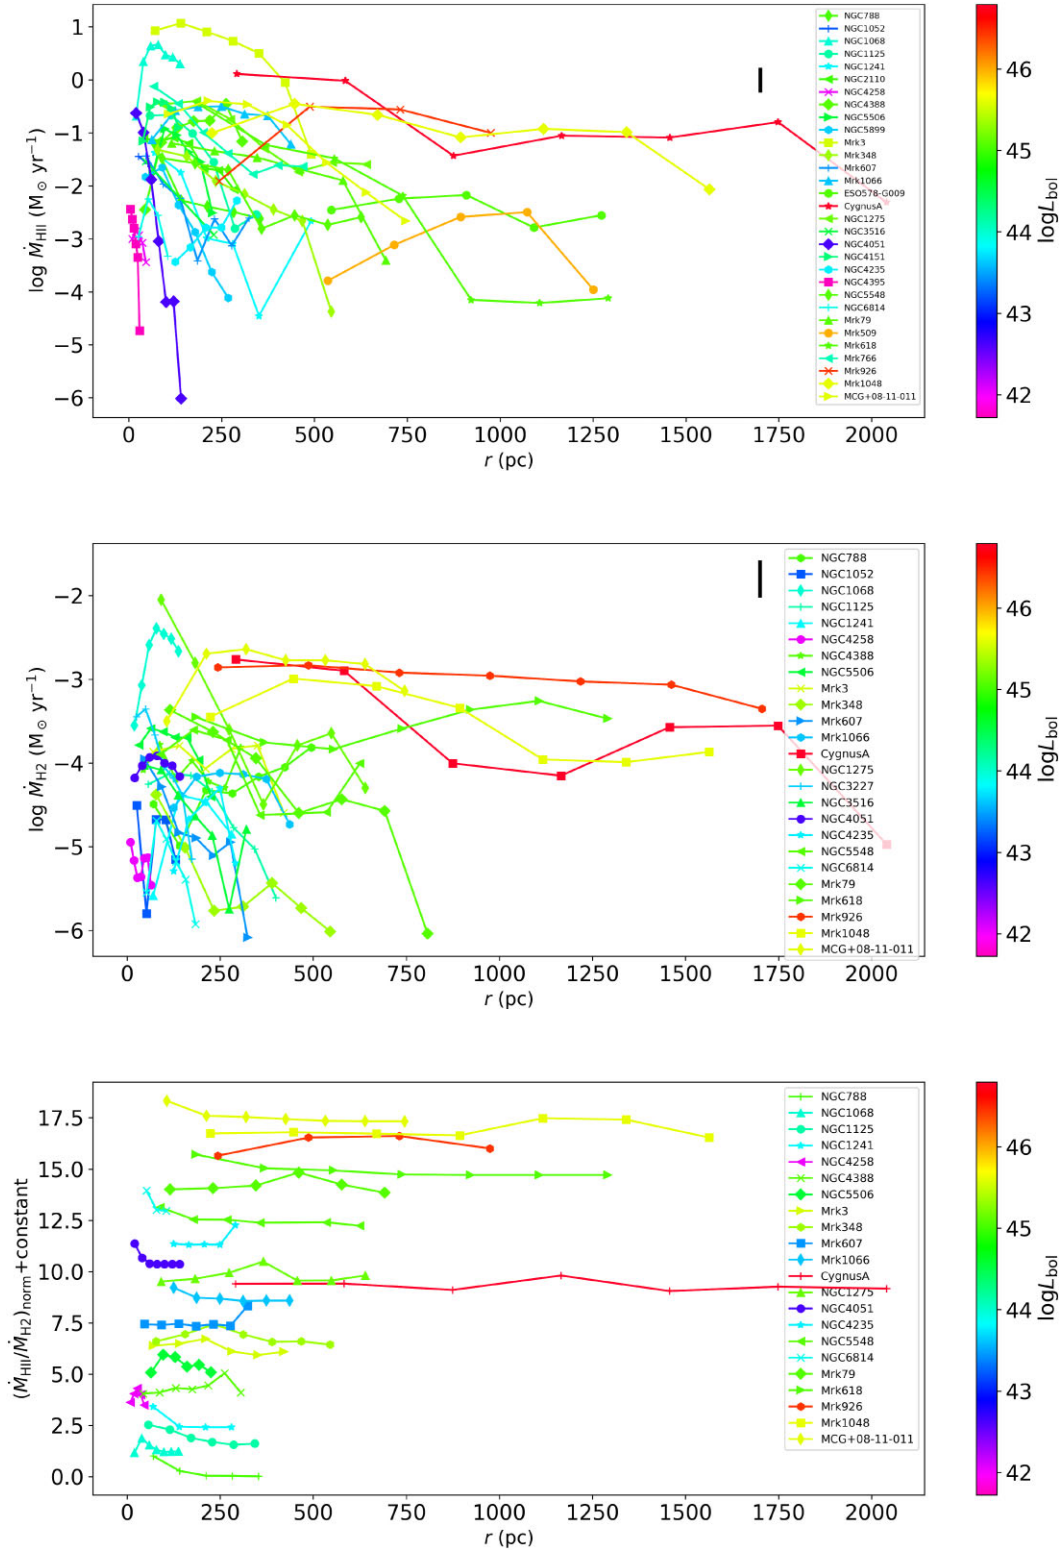 1
0
−1
−2
−3
−4
−5
−6
log ṀHII (M⊙ yr−1)
0 250 500 750 1000 1250 1500 1750 2000
r (pc)
NGC788
NGC1052
NGC1068
NGC1125
NGC1241
NGC2110
NGC4258
NGC4388
NGC5506
NGC5899
Mrk3
Mrk348
Mrk607
Mrk1066
ESO578-G009
CygnusA
NGC1275
NGC3516
NGC4051
NGC4151
NGC4235
NGC4395
NGC5548
NGC6814
Mrk79
Mrk509
Mrk618
Mrk766
Mrk926
Mrk1048
MCG+08-11-011
46
45
44
43
42
logLbol
−2
−3
−4
−5
−6
log ṀH2 (M⊙ yr−1)
0 250 500 750 1000 1250 1500 1750 2000
r (pc)
NGC788
NGC1052
NGC1068
NGC1125
NGC1241
NGC4258
NGC4388
NGC5506
Mrk3
Mrk348
Mrk607
Mrk1066
CygnusA
NGC1275
NGC3227
NGC3516
NGC4051
NGC4235
NGC5548
NGC6814
Mrk79
Mrk618
Mrk926
Mrk1048
MCG+08-11-011
46
45
44
43
42
logLbol
17.5
15.0
12.5
10.0
7.5
5.0
2.5
0.0
(ṀHII/ṀH2)norm+constant
0 250 500 750 1000 1250 1500 1750 2000
r (pc)
NGC788
NGC1068
NGC1125
NGC1241
NGC4258
NGC4388
NGC5506
Mrk3
Mrk348
Mrk607
Mrk1066
CygnusA
NGC1275
NGC4051
NGC4235
NGC5548
NGC6814
Mrk79
Mrk618
Mrk926
Mrk1048
MCG+08-11-011
46
45
44
43
42
logLbol